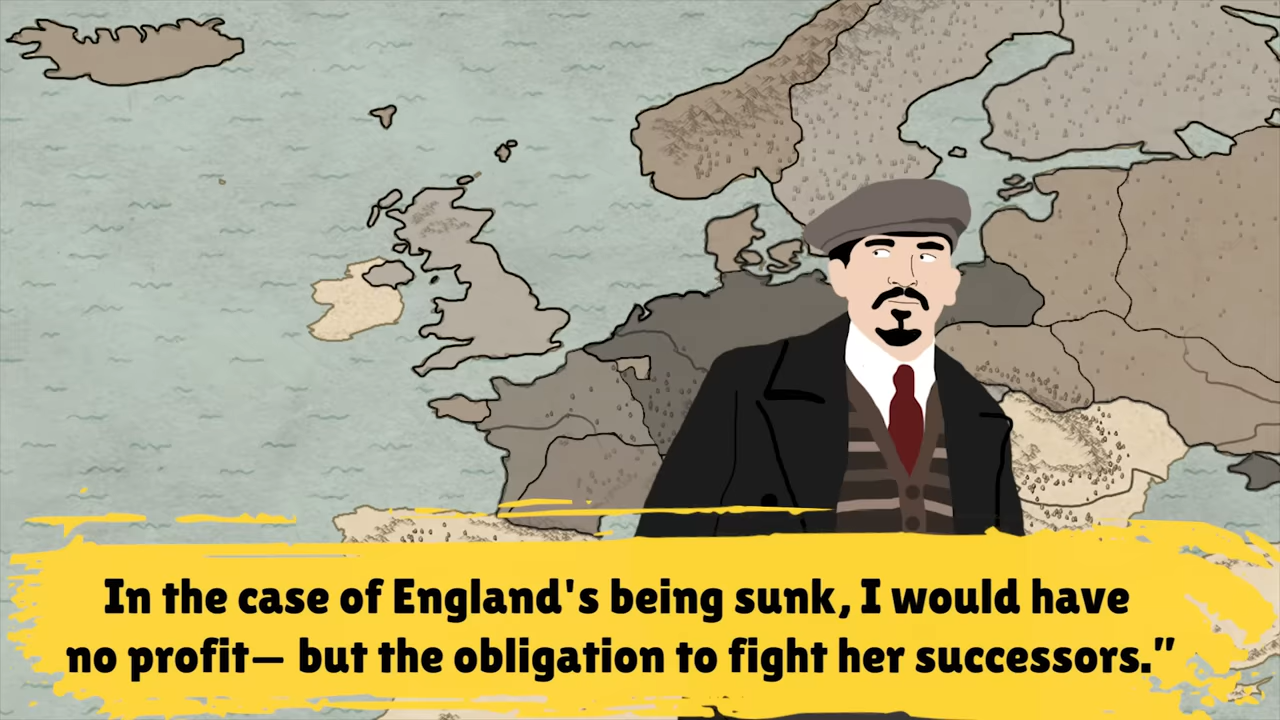 In the case of England's being sunk, I would have
no profit— but the obligation to fight her successors.”